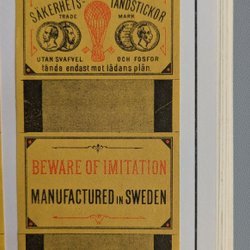 SÄKERHETS- TÄNDSTICKOR
TRADE MARK
UTAN SVAFVEL OCH FOSFOR
tända endast mot lådans plån.
BEWARE OF IMITATION
MANUFACTURED IN SWEDEN